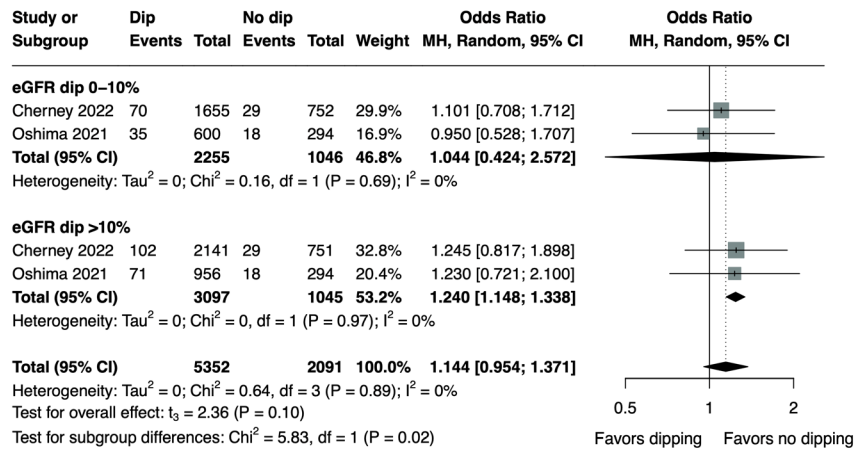 Study or Dip No dip Odds Ratio Odds Ratio
Subgroup Events Total Events Total Weight MH, Random, 95% CI MH, Random, 95% CI
eGFR dip 0−10%
Cherney 2022 70 1655 29 752 29.9% 1.101 [0.708; 1.712]
Oshima 2021 35 600 18 294 16.9% 0.950 [0.528; 1.707]
Total (95% CI) 2255 1046 46.8% 1.044 [0.424; 2.572]
Heterogeneity: Tau² = 0; Chi² = 0.16, df = 1 (P = 0.69); I² = 0%
eGFR dip >10%
Cherney 2022 102 2141 29 751 32.8% 1.245 [0.817; 1.898]
Oshima 2021 71 956 18 294 20.4% 1.230 [0.721; 2.100]
Total (95% CI) 3097 1045 53.2% 1.240 [1.148; 1.338]
Heterogeneity: Tau² = 0; Chi² = 0, df = 1 (P = 0.97); I² = 0%
Total (95% CI) 5352 2091 100.0% 1.144 [0.954; 1.371]
Heterogeneity: Tau² = 0; Chi² = 0.64, df = 3 (P = 0.89); I² = 0%
Test for overall effect: t₃ = 2.36 (P = 0.10)
0.5 1 2
Test for subgroup differences: Chi² = 5.83, df = 1 (P = 0.02)
Favors dipping Favors no dipping